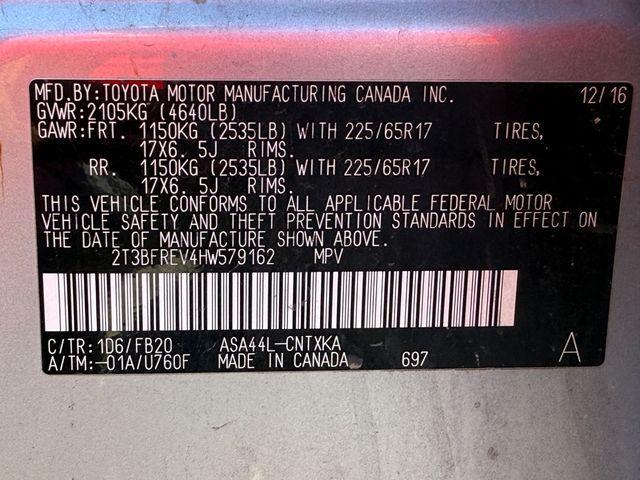 MFD.BY:TOYOTA MOTOR MANUFACTURING CANADA INC. 12/16
GVWR:2105KG (4640LB)
GAWR:FRT. 1150KG (2535LB) WITH 225/65R17 TIRES,
17X6.5J RIMS.
RR. 1150KG (2535LB) WITH 225/65R17 TIRES,
17X6.5J RIMS.
THIS VEHICLE CONFORMS TO ALL APPLICABLE FEDERAL MOTOR
VEHICLE SAFETY AND THEFT PREVENTION STANDARDS IN EFFECT ON
THE DATE OF MANUFACTURE SHOWN ABOVE.
2T3BFREV4HW579162 MPV
C/TR:1D6/FB20 ASA44L-CNTXKA
A/TM:-01A/U760F MADE IN CANADA 697 A